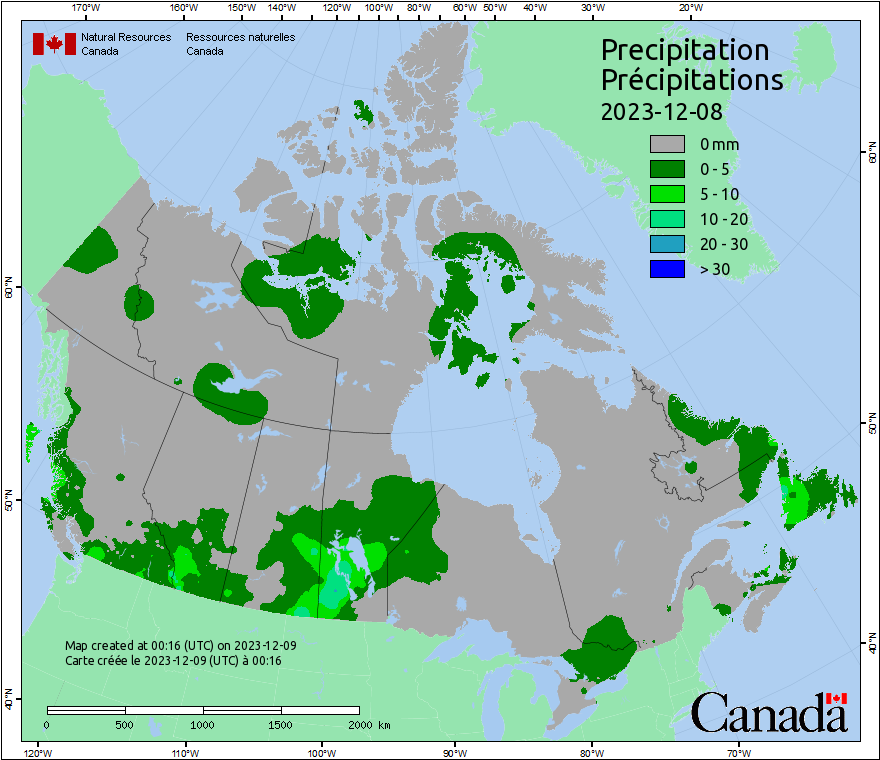 170°W 160°W 150°W 140°W 120°W 100°W 80°W 60°W 50°W 40°W 30°W 20°W
Natural Resources Ressources naturelles
Canada Canada
Precipitation
Précipitations
2023-12-08
0 mm
0 - 5
5 - 10
10 - 20
20 - 30
> 30
60°N
60°N
50°N
50°N
40°N
40°N
Map created at 00:16 (UTC) on 2023-12-09
Carte créée le 2023-12-09 (UTC) à 00:16
0 500 1000 1500 2000 km
Canada
120°W 110°W 100°W 90°W 80°W 70°W